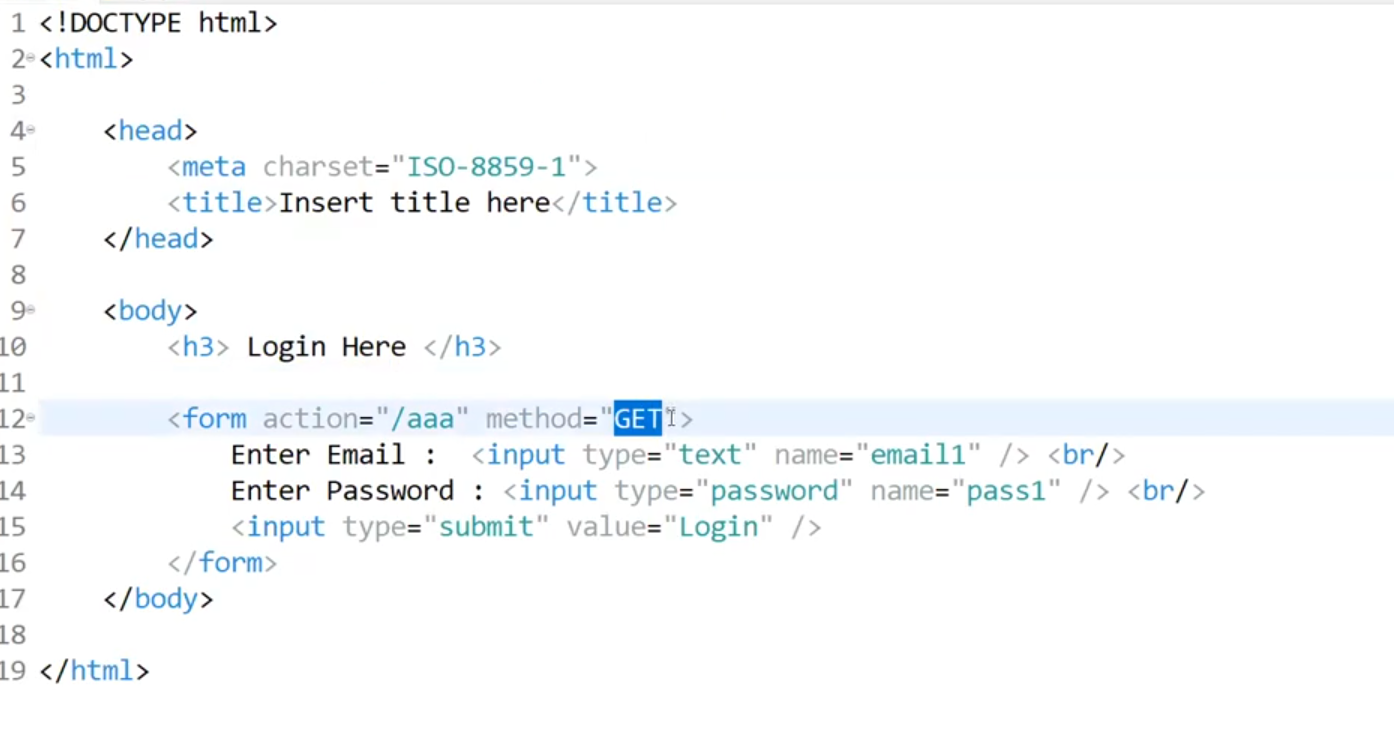 1 <!DOCTYPE html>
2 <html>
3
4 <head>
5 <meta charset="ISO-8859-1">
6 <title>Insert title here</title>
7 </head>
8
9 <body>
10 <h3> Login Here </h3>
11
12 <form action="/aaa" method="GET">
13 Enter Email :  <input type="text" name="email1" /> <br/>
14 Enter Password : <input type="password" name="pass1" /> <br/>
15 <input type="submit" value="Login" />
16 </form>
17 </body>
18
19 </html>